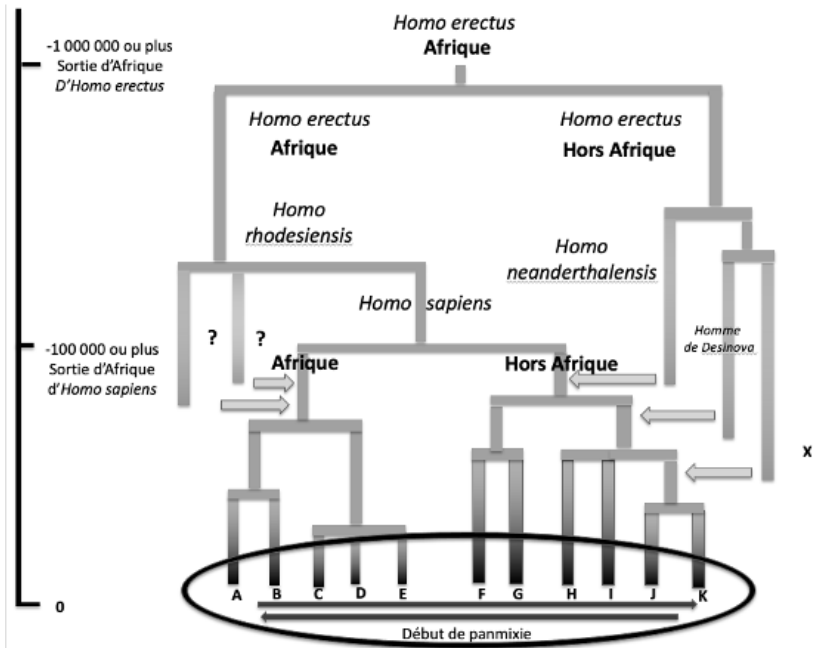 Homo erectus
Afrique
-1 000 000 ou plus
Sortie d'Afrique
D'Homo erectus
Homo erectus
Afrique
Homo erectus
Hors Afrique
Homo
rhodesiensis
Homo
neanderthalensis
Homo sapiens
Homme
de Desinova
?
?
-100 000 ou plus
Sortie d'Afrique
d'Homo sapiens
Afrique
Hors Afrique
x
A B C D E F G H I J K
0
Début de panmixie